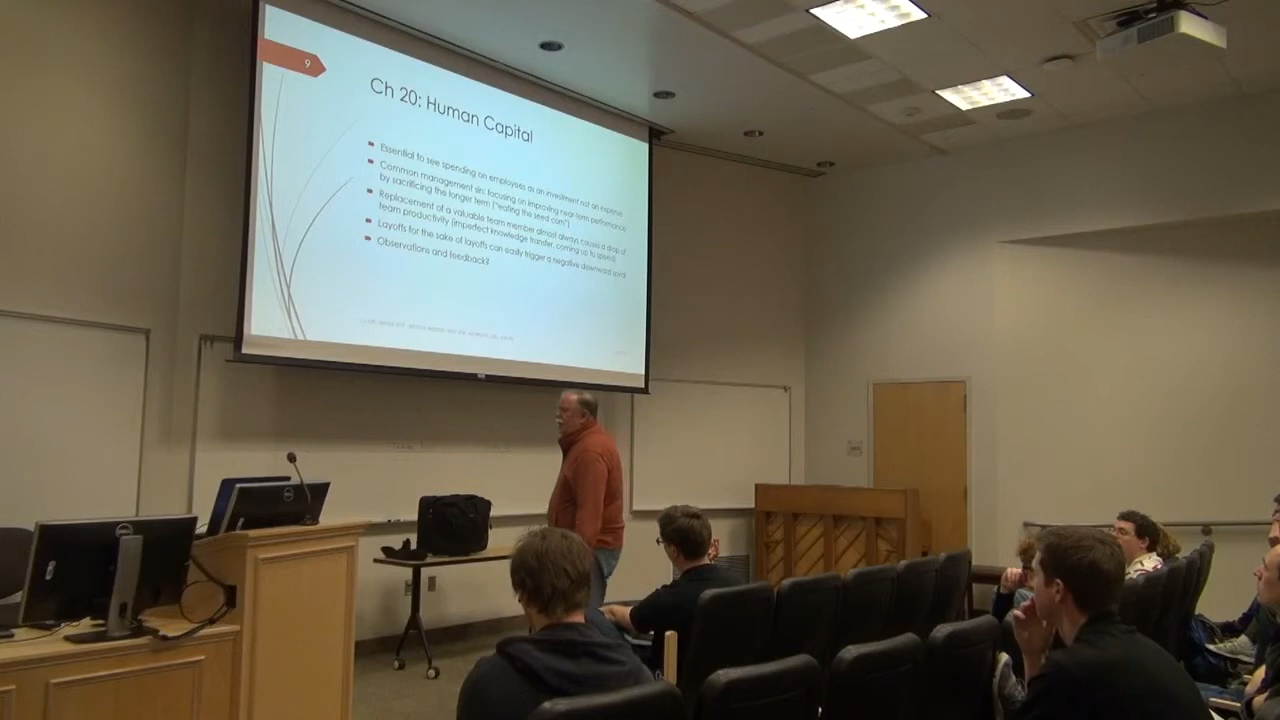 9
Ch 20: Human Capital
Essential to see spending on employees as an investment not an expense
Common management sin: focusing on improving near-term performance
by sacrificing the longer term ("eating the seed corn")
Replacement of a valuable team member almost always causes a drop of
team productivity (imperfect knowledge transfer, coming up to speed)
Layoffs for the sake of layoffs can easily trigger a negative downward spiral
Observations and feedback?
DELL